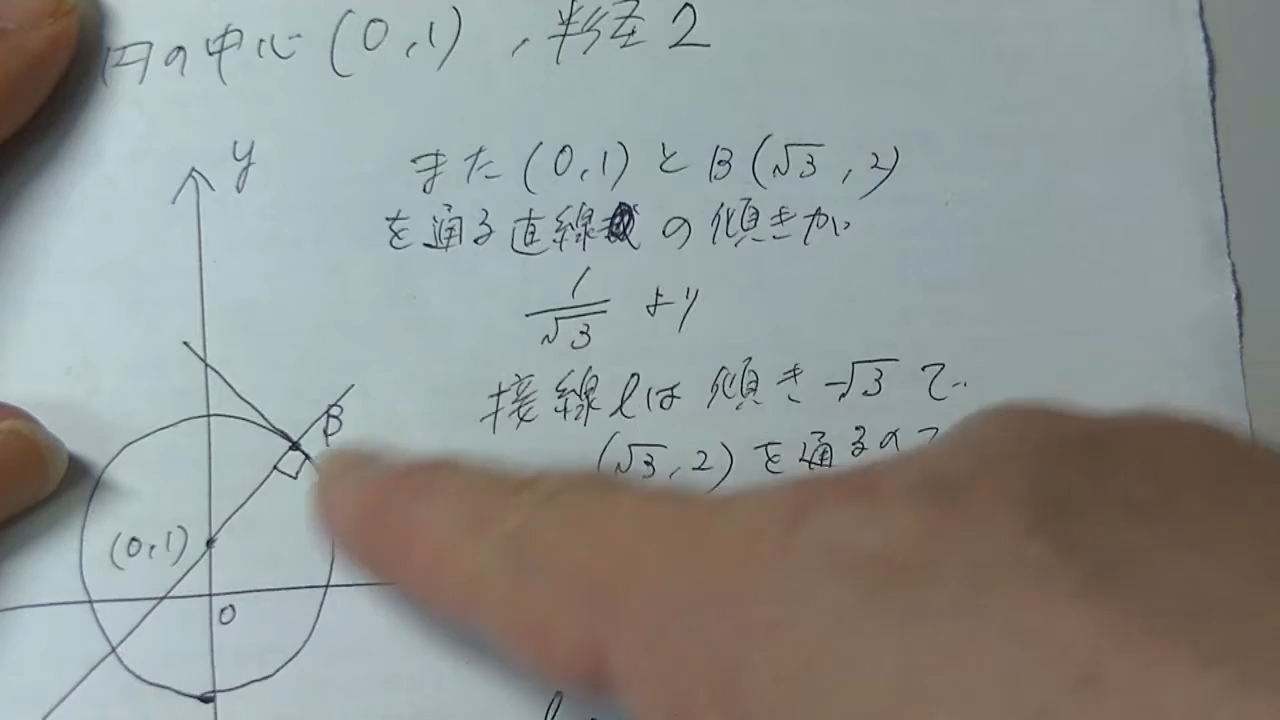 円の中心(0,1),半径2
y
また(0,1)とB(√3,2)
を通る直線の傾きが
1/√3 より
接線lは傾き-√3で
(√3,2)を通るので
B
(0,1)
O
l